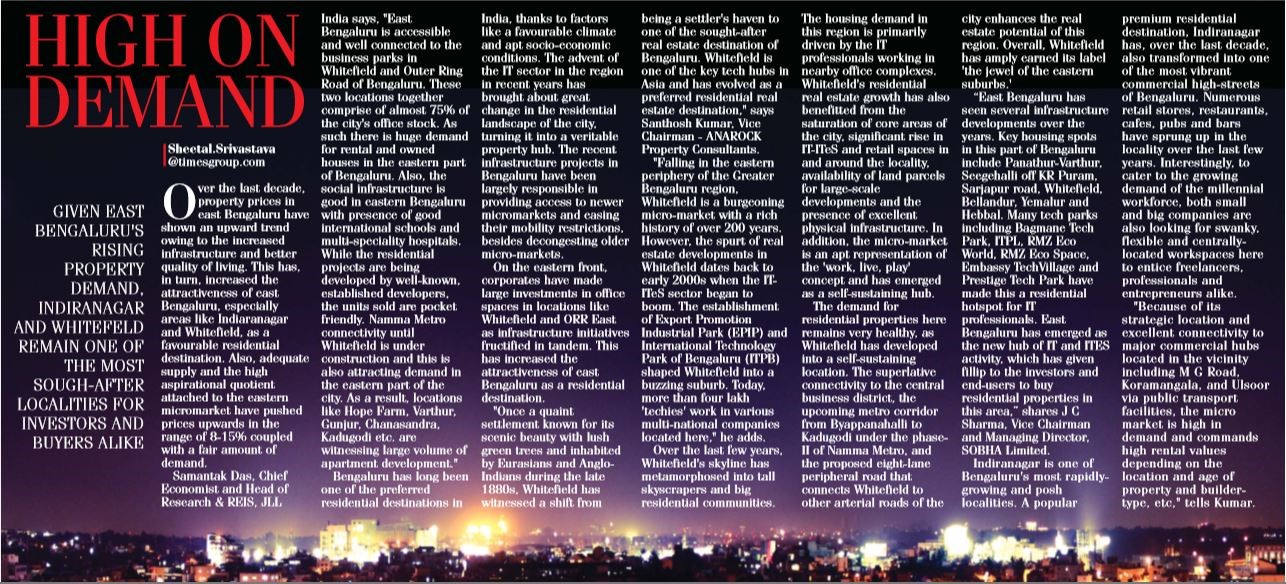 HIGH ON
DEMAND
Sheetal.Srivastava
@timesgroup.com
GIVEN EAST
BENGALURU'S
RISING
PROPERTY
DEMAND,
INDIRANAGAR
AND WHITEFELD
REMAIN ONE OF
THE MOST
SOUGH-AFTER
LOCALITIES FOR
INVESTORS AND
BUYERS ALIKE
Over the last decade,
property prices in
east Bengaluru have
shown an upward trend
owing to the increased
infrastructure and better
quality of living. This has,
in turn, increased the
attractiveness of east
Bengaluru, especially
areas like Indiaranagar
and Whitefield, as a
favourable residential
destination. Also, adequate
supply and the high
aspirational quotient
attached to the eastern
micromarket have pushed
prices upwards in the
range of 8-15% coupled
with a fair amount of
demand.
Samantak Das, Chief
Economist and Head of
Research & REIS, JLL
India says, "East
Bengaluru is accessible
and well connected to the
business parks in
Whitefield and Outer Ring
Road of Bengaluru. These
two locations together
comprise of almost 75% of
the city's office stock. As
such there is huge demand
for rental and owned
houses in the eastern part
of Bengaluru. Also, the
social infrastructure is
good in eastern Bengaluru
with presence of good
international schools and
multi-speciality hospitals.
While the residential
projects are being
developed by well-known,
established developers,
the units sold are pocket
friendly. Namma Metro
connectivity until
Whitefield is under
construction and this is
also attracting demand in
the eastern part of the
city. As a result, locations
like Hope Farm, Varthur,
Gunjur, Chanasandra,
Kadugodi etc. are
witnessing large volume of
apartment development."
Bengaluru has long been
one of the preferred
residential destinations in
India, thanks to factors
like a favourable climate
and apt socio-economic
conditions. The advent of
the IT sector in the region
in recent years has
brought about great
change in the residential
landscape of the city,
turning it into a veritable
property hub. The recent
infrastructure projects in
Bengaluru have been
largely responsible in
providing access to newer
micromarkets and easing
their mobility restrictions,
besides decongesting older
micro-markets.
On the eastern front,
corporates have made
large investments in office
spaces in locations like
Whitefield and ORR East
as infrastructure initiatives
fructified in tandem. This
has increased the
attractiveness of east
Bengaluru as a residential
destination.
"Once a quaint
settlement known for its
scenic beauty with lush
green trees and inhabited
by Eurasians and Anglo-
Indians during the late
1880s, Whitefield has
witnessed a shift from
being a settler's haven to
one of the sought-after
real estate destination of
Bengaluru. Whitefield is
one of the key tech hubs in
Asia and has evolved as a
preferred residential real
estate destination," says
Santhosh Kumar, Vice
Chairman - ANAROCK
Property Consultants.
"Falling in the eastern
periphery of the Greater
Bengaluru region,
Whitefield is a burgeoning
micro-market with a rich
history of over 200 years.
However, the spurt of real
estate developments in
Whitefield dates back to
early 2000s when the IT-
ITeS sector began to
boom. The establishment
of Export Promotion
Industrial Park (EPIP) and
International Technology
Park of Bengaluru (ITPB)
shaped Whitefield into a
buzzing suburb. Today,
more than four lakh
'techies' work in various
multi-national companies
located here," he adds.
Over the last few years,
Whitefield's skyline has
metamorphosed into tall
skyscrapers and big
residential communities.
The housing demand in
this region is primarily
driven by the IT
professionals working in
nearby office complexes.
Whitefield's residential
real estate growth has also
benefitted from the
saturation of core areas of
the city, significant rise in
IT-ITeS and retail spaces in
and around the locality,
availability of land parcels
for large-scale
developments and the
presence of excellent
physical infrastructure. In
addition, the micro-market
is an apt representation of
the 'work, live, play'
concept and has emerged
as a self-sustaining hub.
The demand for
residential properties here
remains very healthy, as
Whitefield has developed
into a self-sustaining
location. The superlative
connectivity to the central
business district, the
upcoming metro corridor
from Byappanahalli to
Kadugodi under the phase-
II of Namma Metro, and
the proposed eight-lane
peripheral road that
connects Whitefield to
other arterial roads of the
city enhances the real
estate potential of this
region. Overall, Whitefield
has amply earned its label
'the jewel of the eastern
suburbs.'
"East Bengaluru has
seen several infrastructure
developments over the
years. Key housing spots
in this part of Bengaluru
include Panathur-Varthur,
Seegehalli off KR Puram,
Sarjapur road, Whitefield,
Bellandur, Yemalur and
Hebbal. Many tech parks
including Bagmane Tech
Park, ITPL, RMZ Eco
World, RMZ Eco Space,
Embassy TechVillage and
Prestige Tech Park have
made this a residential
hotspot for IT
professionals. East
Bengaluru has emerged as
the new hub of IT and ITES
activity, which has given
fillip to the investors and
end-users to buy
residential properties in
this area," shares J C
Sharma, Vice Chairman
and Managing Director,
SOBHA Limited.
Indiranagar is one of
Bengaluru's most rapidly-
growing and posh
localities. A popular
premium residential
destination, Indiranagar
has, over the last decade,
also transformed into one
of the most vibrant
commercial high-streets
of Bengaluru. Numerous
retail stores, restaurants,
cafes, pubs and bars
have sprung up in the
locality over the last few
years. Interestingly, to
cater to the growing
demand of the millennial
workforce, both small
and big companies are
also looking for swanky,
flexible and centrally-
located workspaces here
to entice freelancers,
professionals and
entrepreneurs alike.
"Because of its
strategic location and
excellent connectivity to
major commercial hubs
located in the vicinity
including M G Road,
Koramangala, and Ulsoor
via public transport
facilities, the micro
market is high in
demand and commands
high rental values
depending on the
location and age of
property and builder-
type, etc," tells Kumar.